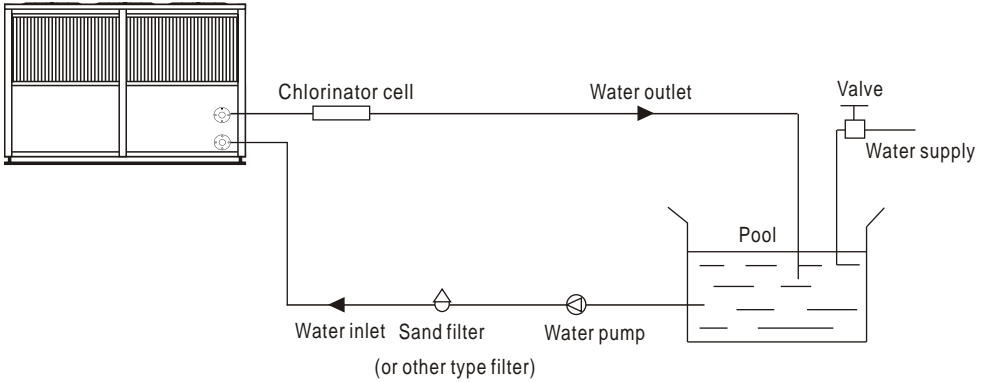 Chlorinator cell
Water outlet
Valve
Water supply
Pool
Water inlet
Sand filter
(or other type filter)
Water pump